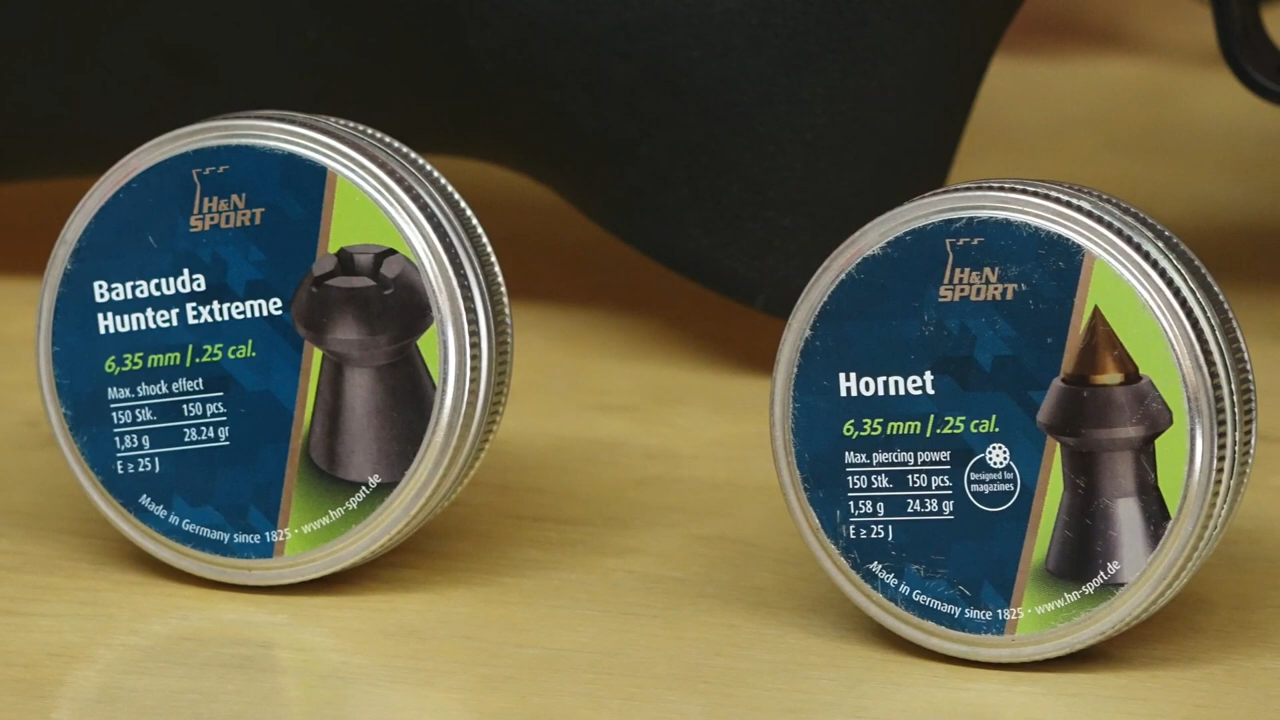 H&N
SPORT
Baracuda
Hunter Extreme
6,35 mm | .25 cal.
Max. shock effect
150 Stk. 150 pcs.
1,83 g 28.24 gr
E ≥ 25 J
Made in Germany since 1825 • www.hn-sport.de
H&N
SPORT
Hornet
6,35 mm | .25 cal.
Max. piercing power
150 Stk. 150 pcs.
1,58 g 24.38 gr
E ≥ 25 J
Designed for
magazines
Made in Germany since 1825 • www.hn-sport.de